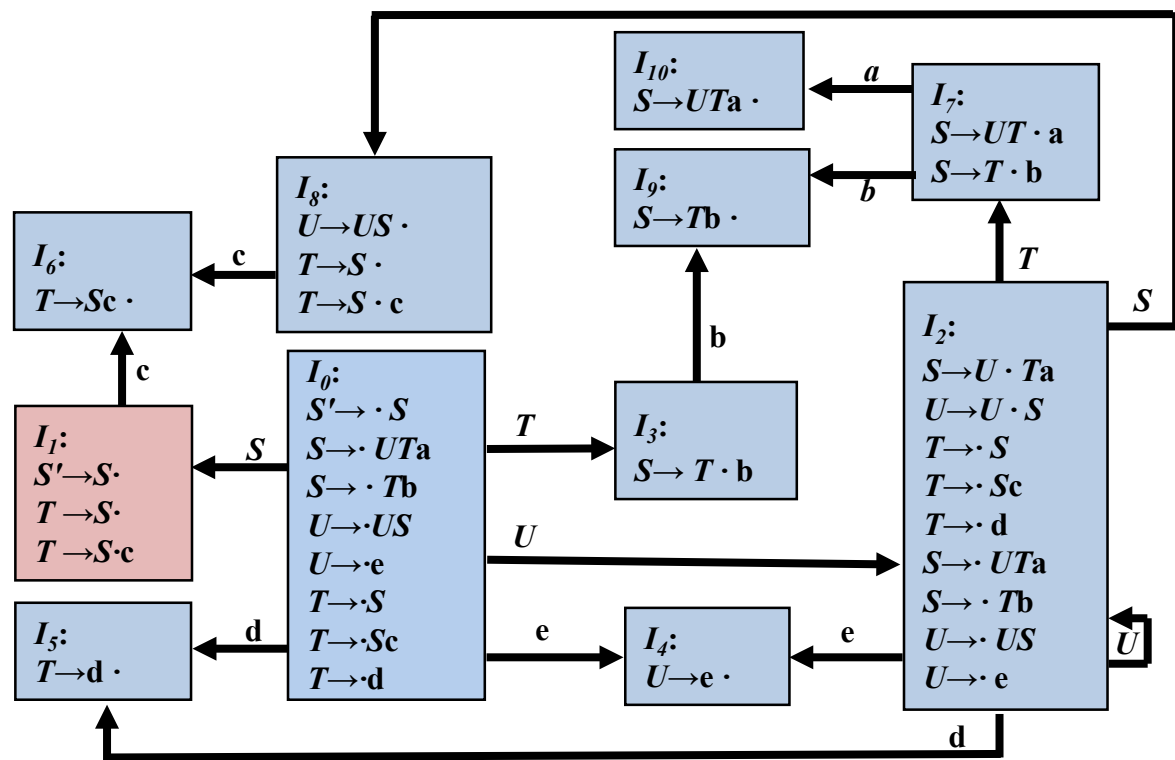 I10:
S→UTa ·
a
I7:
S→UT · a
S→T · b
b
I9:
S→Tb ·
I8:
U→US ·
T→S ·
T→S · c
c
I6:
T→Sc ·
T
S
I2:
S→U · Ta
U→U · S
T→· S
T→· Sc
T→· d
S→· UTa
S→ · Tb
U→· US
U→· e
b
c
I0:
S'→ · S
S→· UTa
S→ · Tb
U→·US
U→·e
T→·S
T→·Sc
T→·d
T
I3:
S→ T · b
S
I1:
S'→S·
T →S·
T →S·c
U
I5:
T→d ·
d
e
I4:
U→e ·
e
U
d